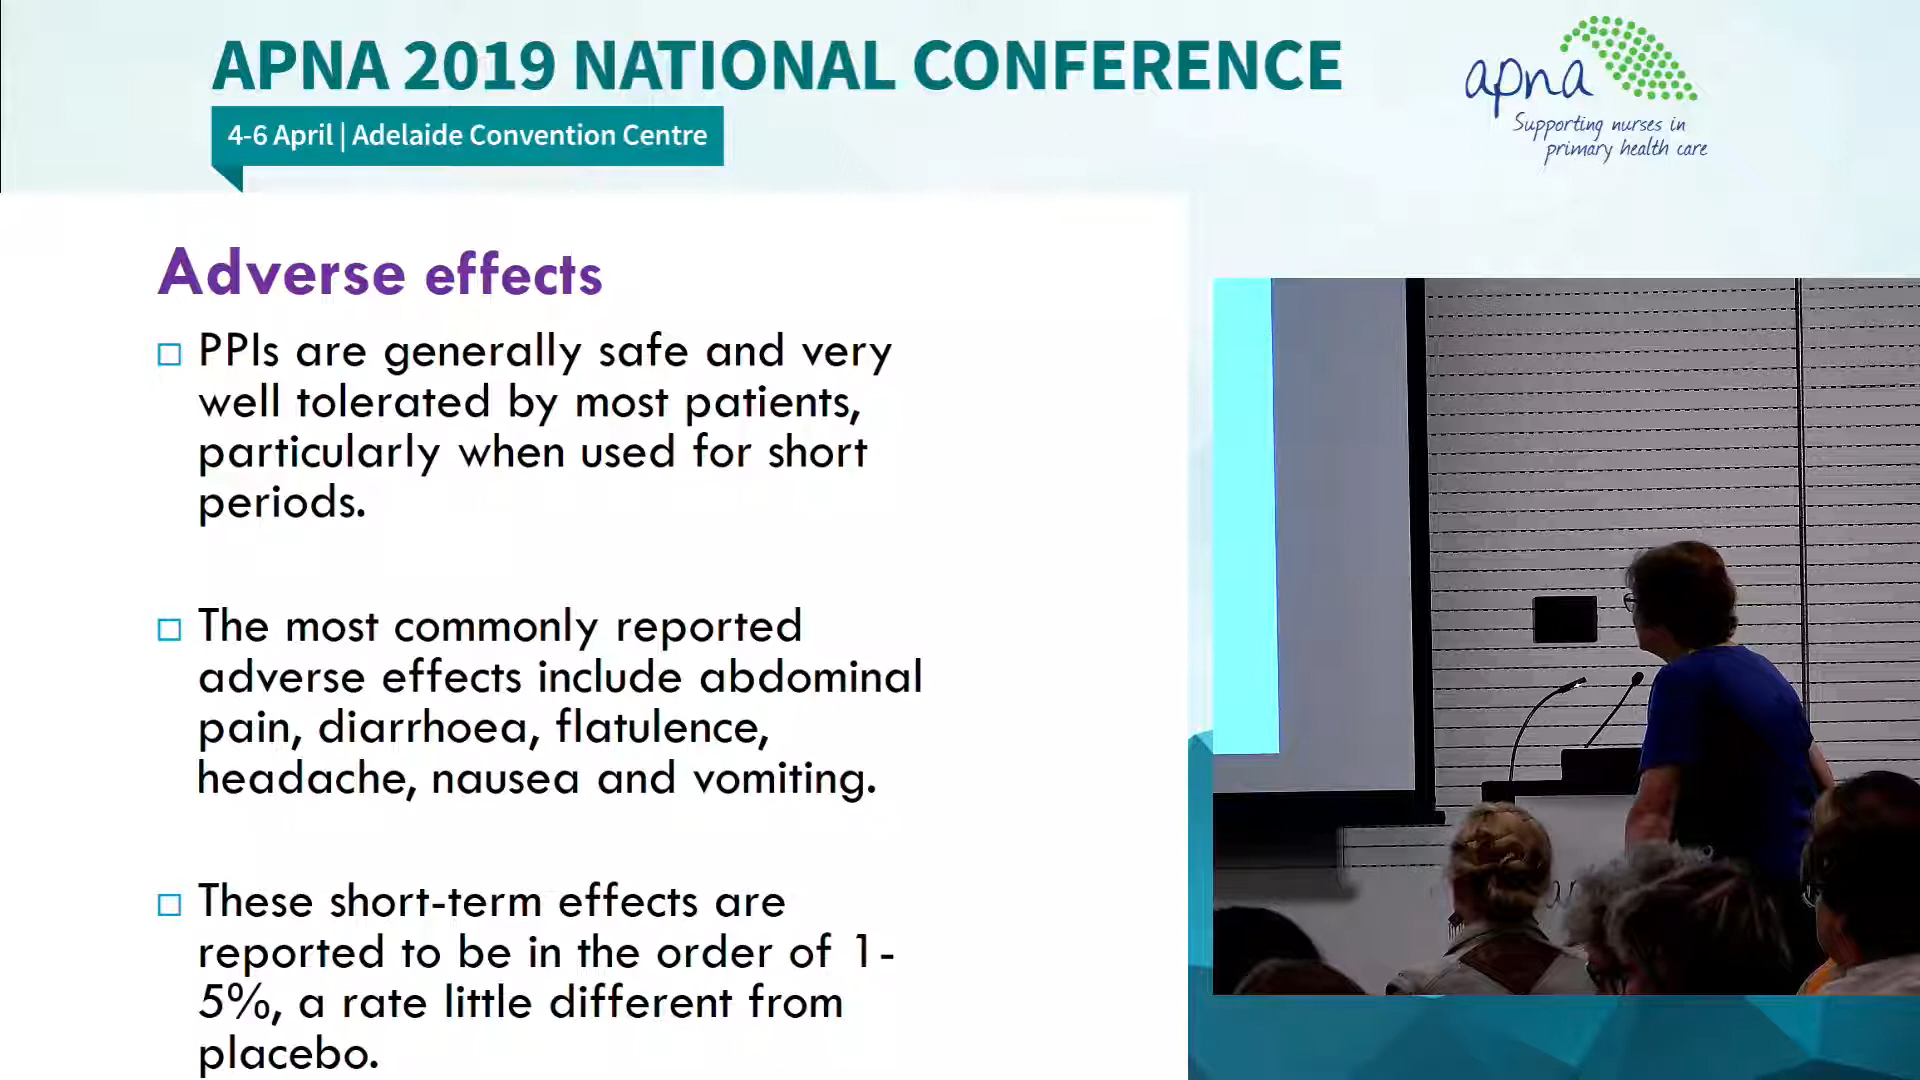 APNA 2019 NATIONAL CONFERENCE
4-6 April | Adelaide Convention Centre
apna
Supporting nurses in
primary health care
Adverse effects
PPIs are generally safe and very
well tolerated by most patients,
particularly when used for short
periods.
The most commonly reported
adverse effects include abdominal
pain, diarrhoea, flatulence,
headache, nausea and vomiting.
These short-term effects are
reported to be in the order of 1-
5%, a rate little different from
placebo.